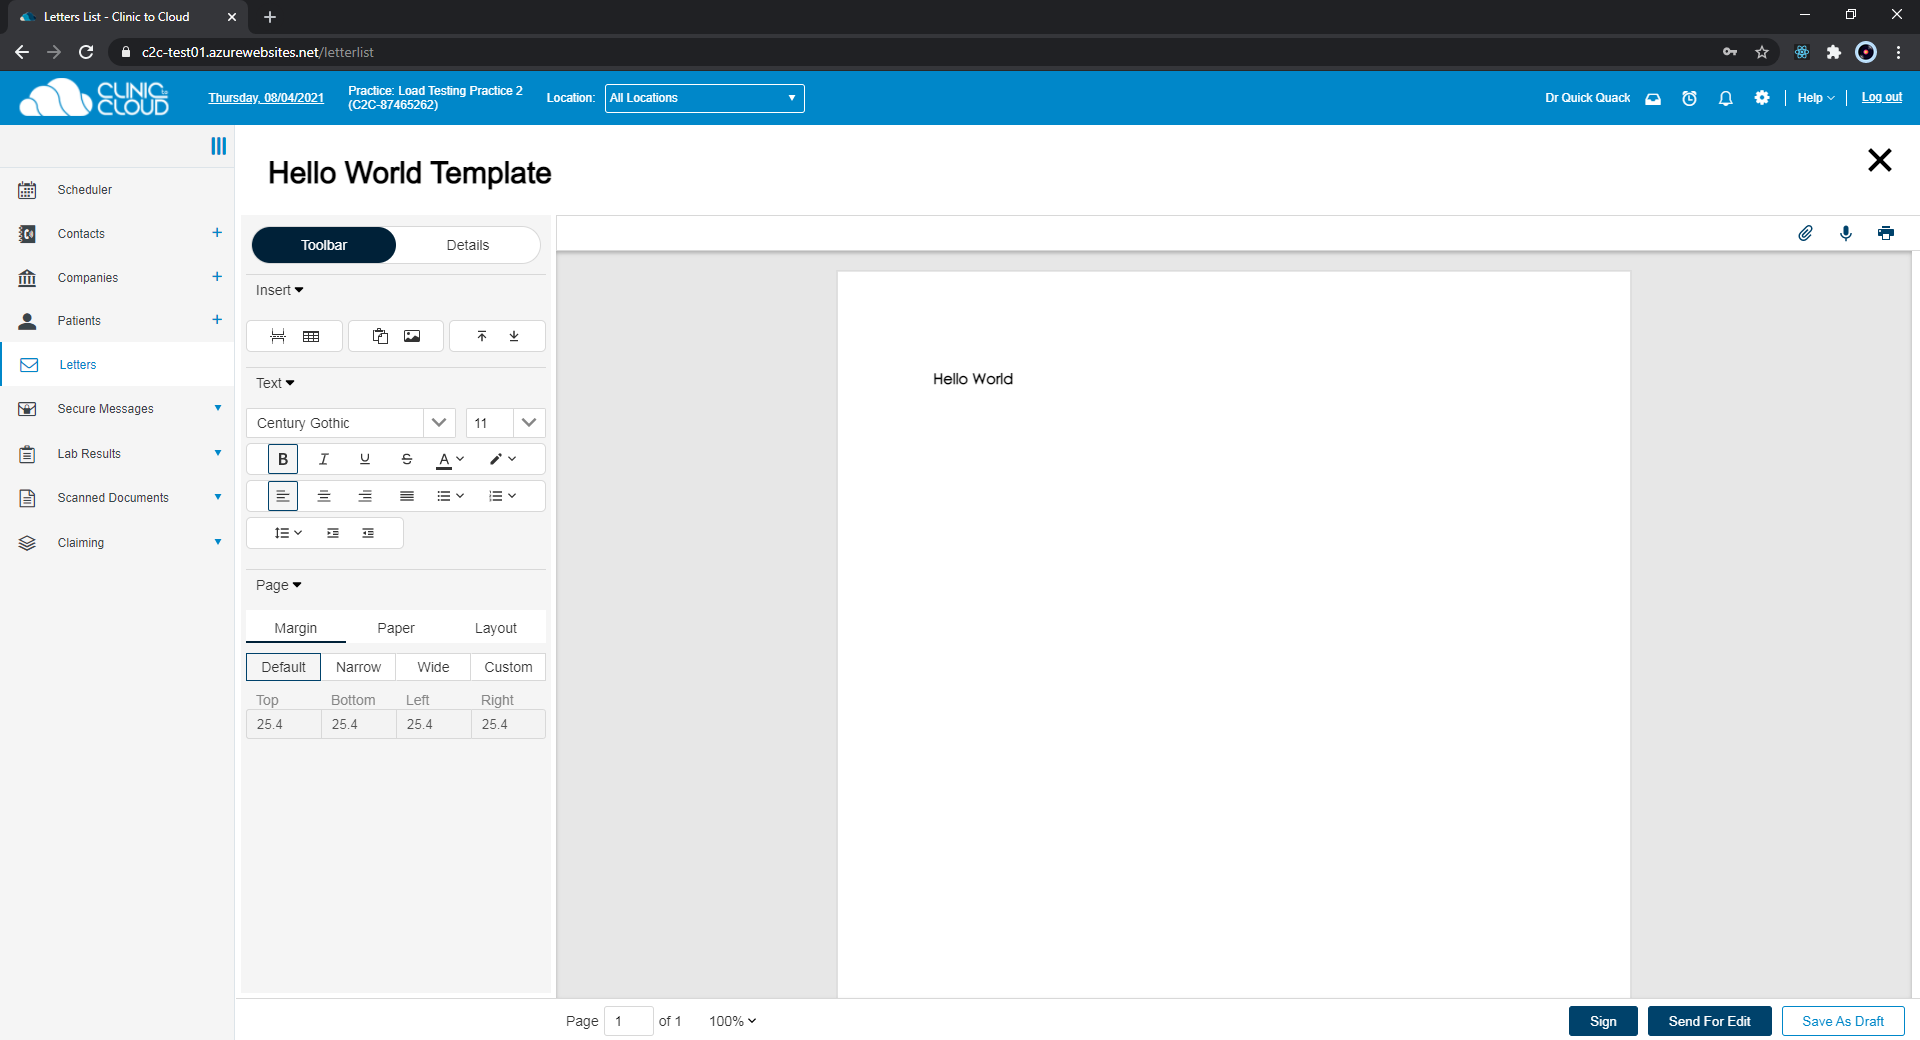 Letters List - Clinic to Cloud
c2c-test01.azurewebsites.net/letterlist
CLINIC to CLOUD
Thursday, 08/04/2021
Practice: Load Testing Practice 2
(C2C-87465262)
Location:
All Locations
Dr Quick Quack
Help
Log out
Scheduler
Contacts
Companies
Patients
Letters
Secure Messages
Lab Results
Scanned Documents
Claiming
Hello World Template
Toolbar
Details
Insert
Text
Century Gothic
11
B I U S A
Page
Margin
Paper
Layout
Default
Narrow
Wide
Custom
Top
Bottom
Left
Right
25.4
25.4
25.4
25.4
Hello World
Page 1 of 1
100%
Sign
Send For Edit
Save As Draft